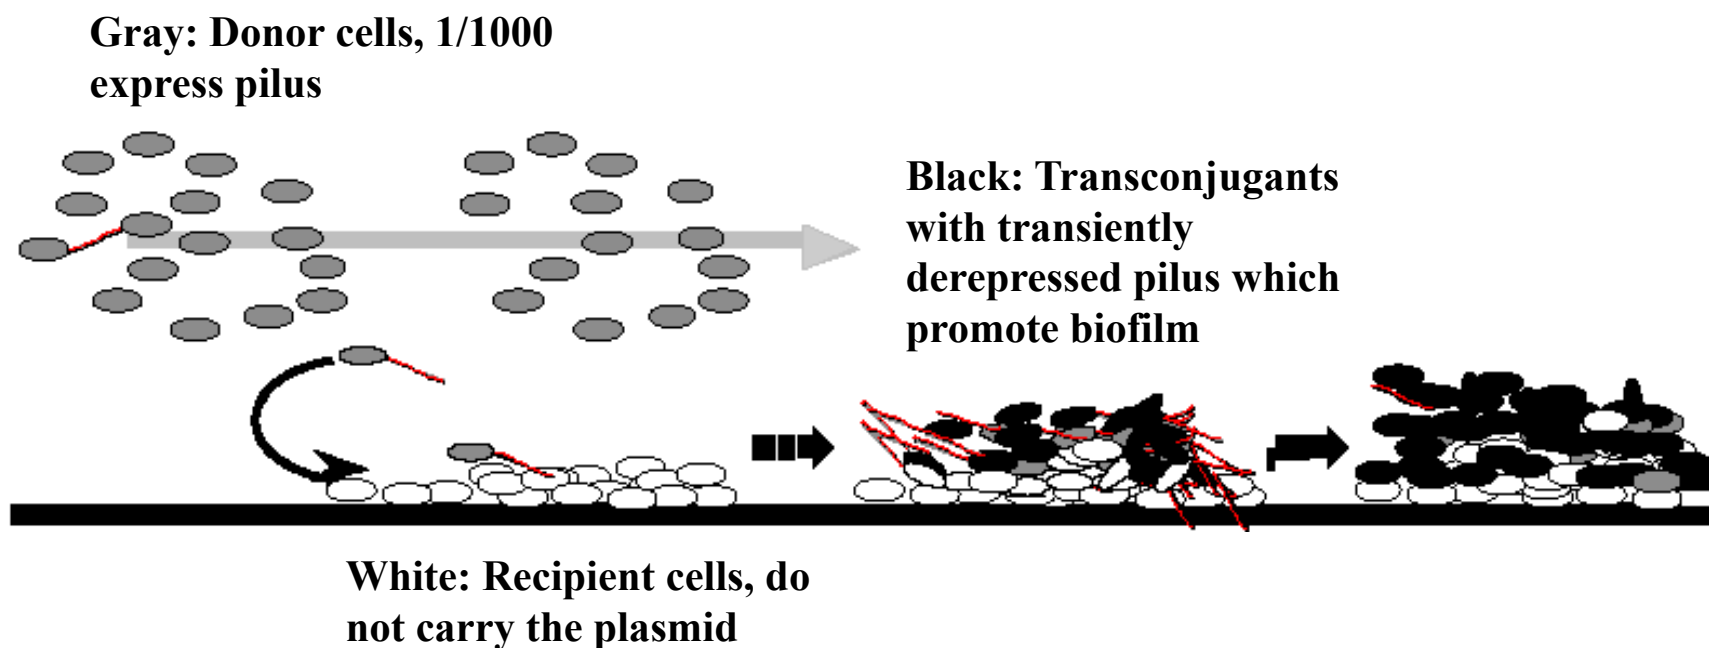 Gray: Donor cells, 1/1000
express pilus
Black: Transconjugants
with transiently
derepressed pilus which
promote biofilm
White: Recipient cells, do
not carry the plasmid